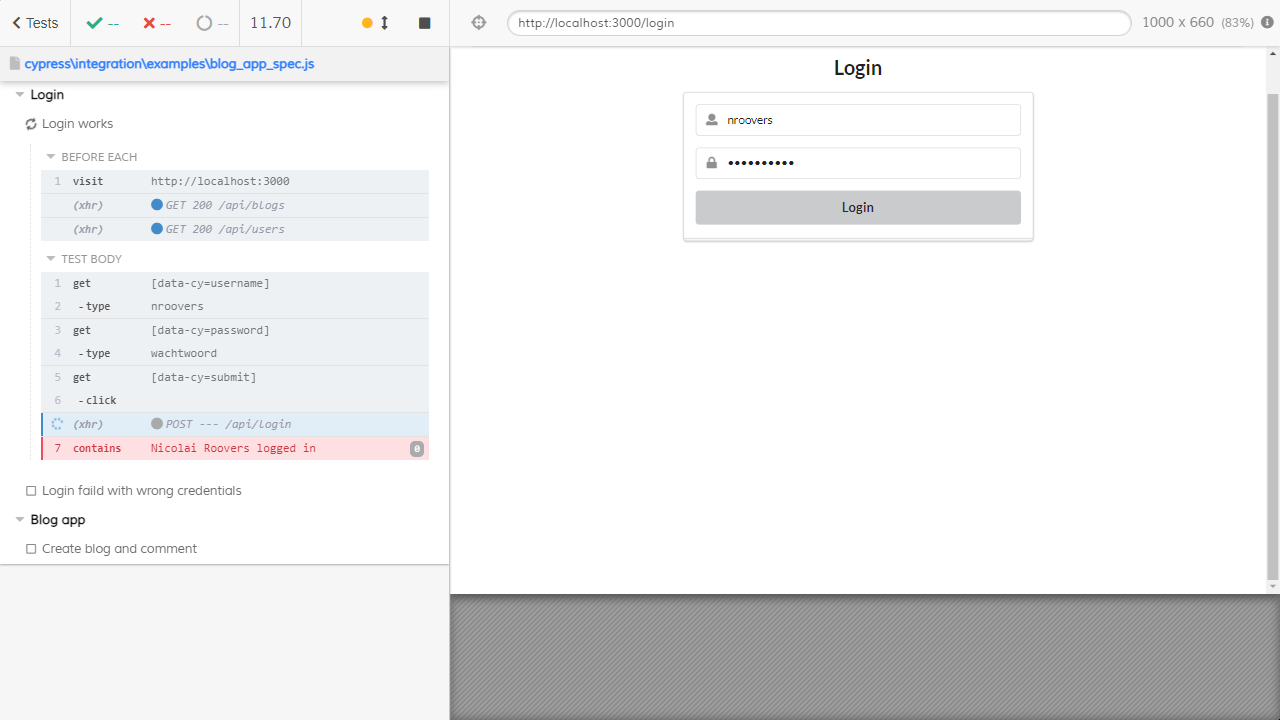 Tests -- -- -- 11.70
cypress\integration\examples\blog_app_spec.js
Login
Login works
BEFORE EACH
1 visit http://localhost:3000
(xhr) GET 200 /api/blogs
(xhr) GET 200 /api/users
TEST BODY
1 get [data-cy=username]
2 -type nroovers
3 get [data-cy=password]
4 -type wachtwoord
5 get [data-cy=submit]
6 -click
(xhr) POST --- /api/login
7 contains Nicolai Roovers logged in 0
Login faild with wrong credentials
Blog app
Create blog and comment
http://localhost:3000/login 1000 x 660 (83%)
Login
nroovers
••••••••••
Login